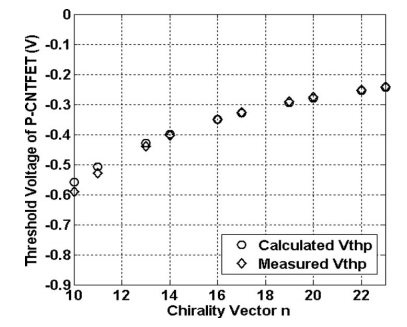 Threshold Voltage of P-CNTFET (V)
0
-0.1
-0.2
-0.3
-0.4
-0.5
-0.6
-0.7
-0.8
-0.9
Calculated Vthp
Measured Vthp
10 12 14 16 18 20 22
Chirality Vector n